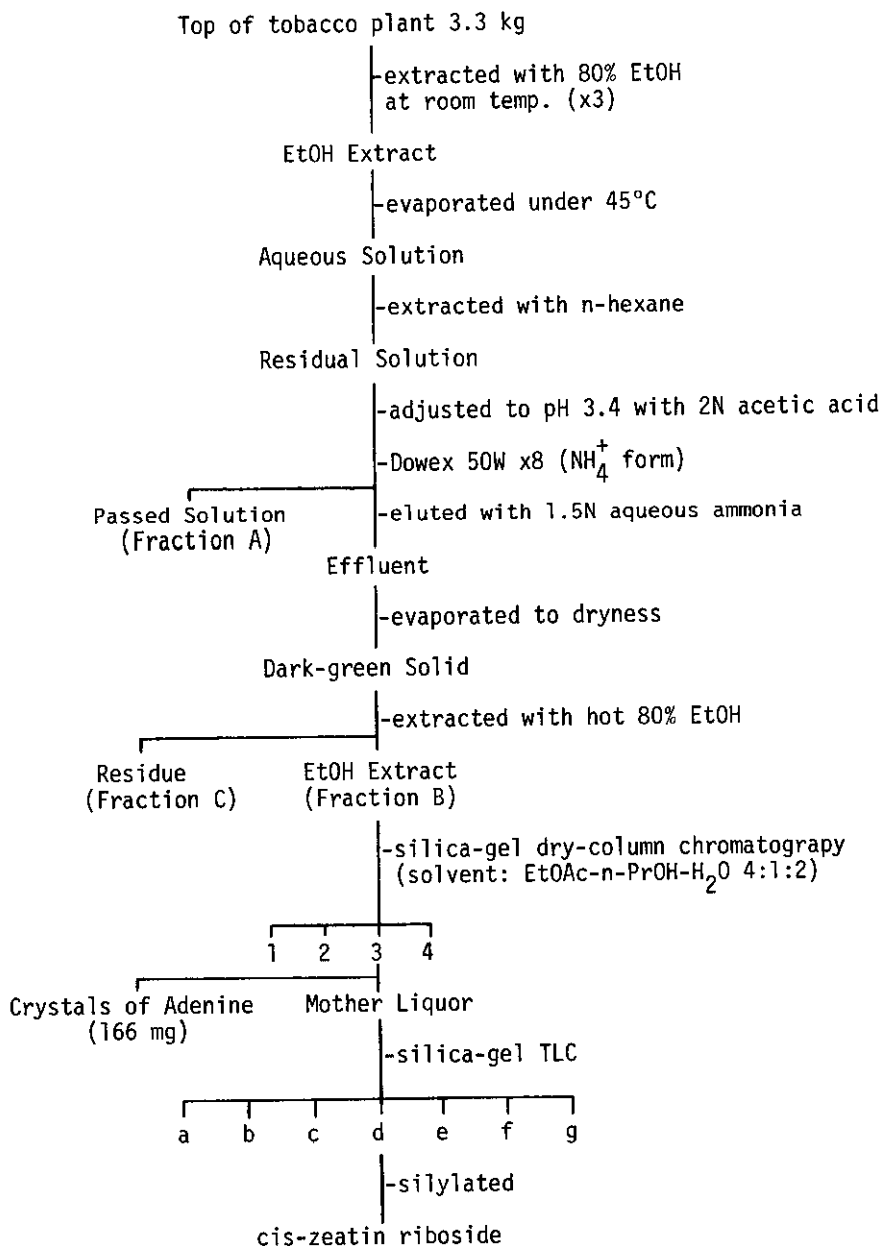 Top of tobacco plant 3.3 kg
-extracted with 80% EtOH
at room temp. (x3)
EtOH Extract
-evaporated under 45°C
Aqueous Solution
-extracted with n-hexane
Residual Solution
-adjusted to pH 3.4 with 2N acetic acid
-Dowex 50W x8 (NH₄⁺ form)
Passed Solution
(Fraction A)
-eluted with 1.5N aqueous ammonia
Effluent
-evaporated to dryness
Dark-green Solid
-extracted with hot 80% EtOH
Residue
(Fraction C)
EtOH Extract
(Fraction B)
-silica-gel dry-column chromatograpy
(solvent: EtOAc-n-PrOH-H₂O 4:1:2)
1 2 3 4
Crystals of Adenine
(166 mg)
Mother Liquor
-silica-gel TLC
a b c d e f g
-silylated
cis-zeatin riboside